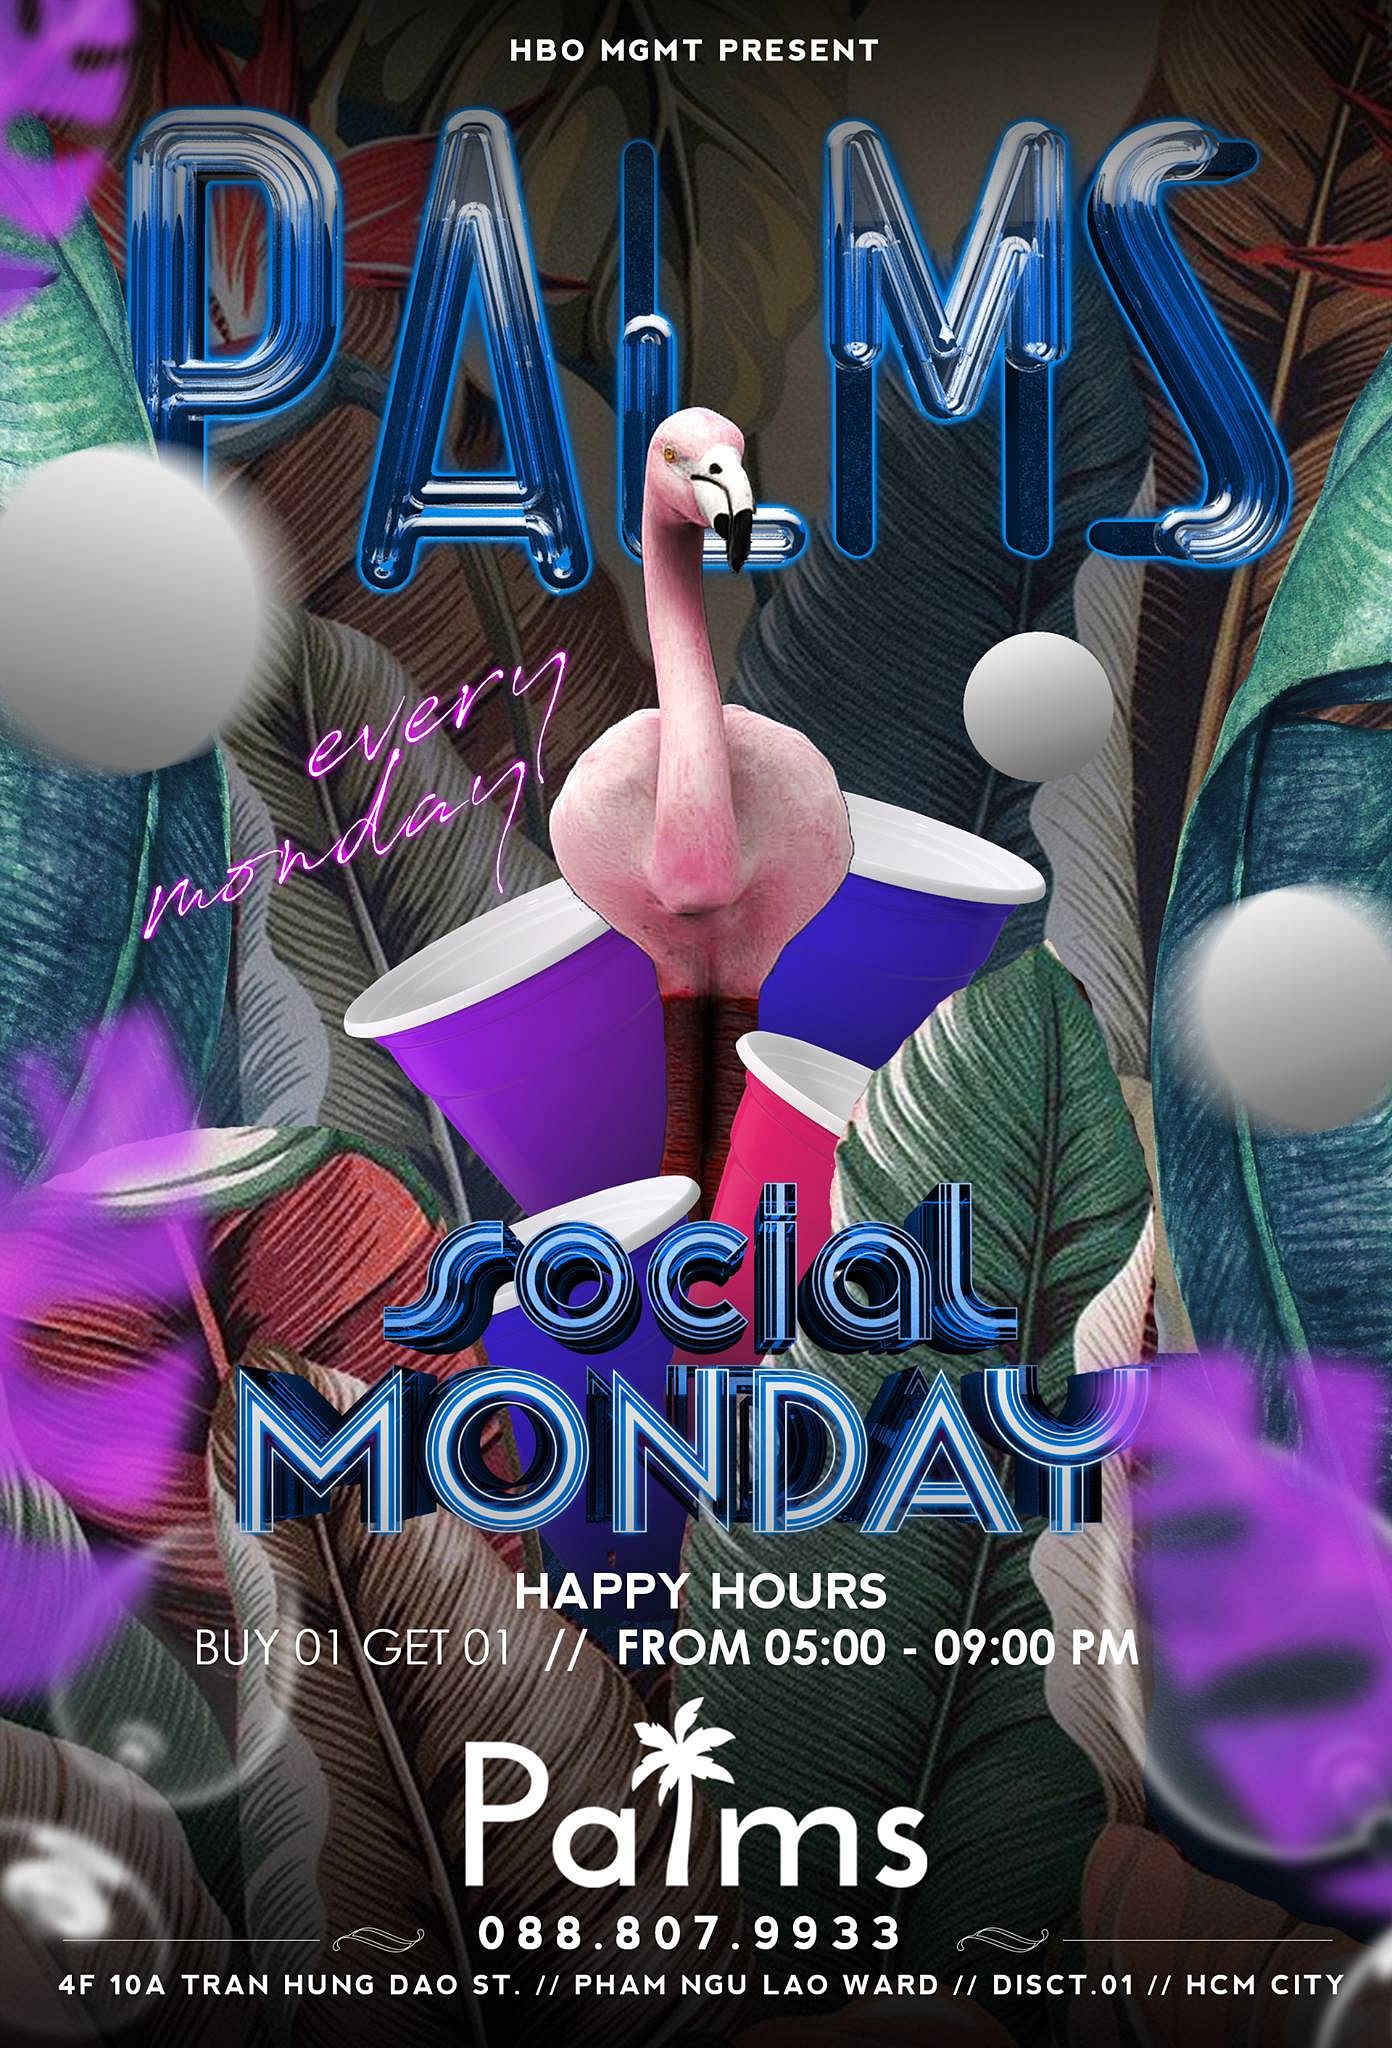 HBO MGMT PRESENT
PALMS
every
monday
social
MONDAY
HAPPY HOURS
BUY 01 GET 01 // FROM 05:00 - 09:00 PM
Palms
088.807.9933
4F 10A TRAN HUNG DAO ST. // PHAM NGU LAO WARD // DISCT.01 // HCM CITY